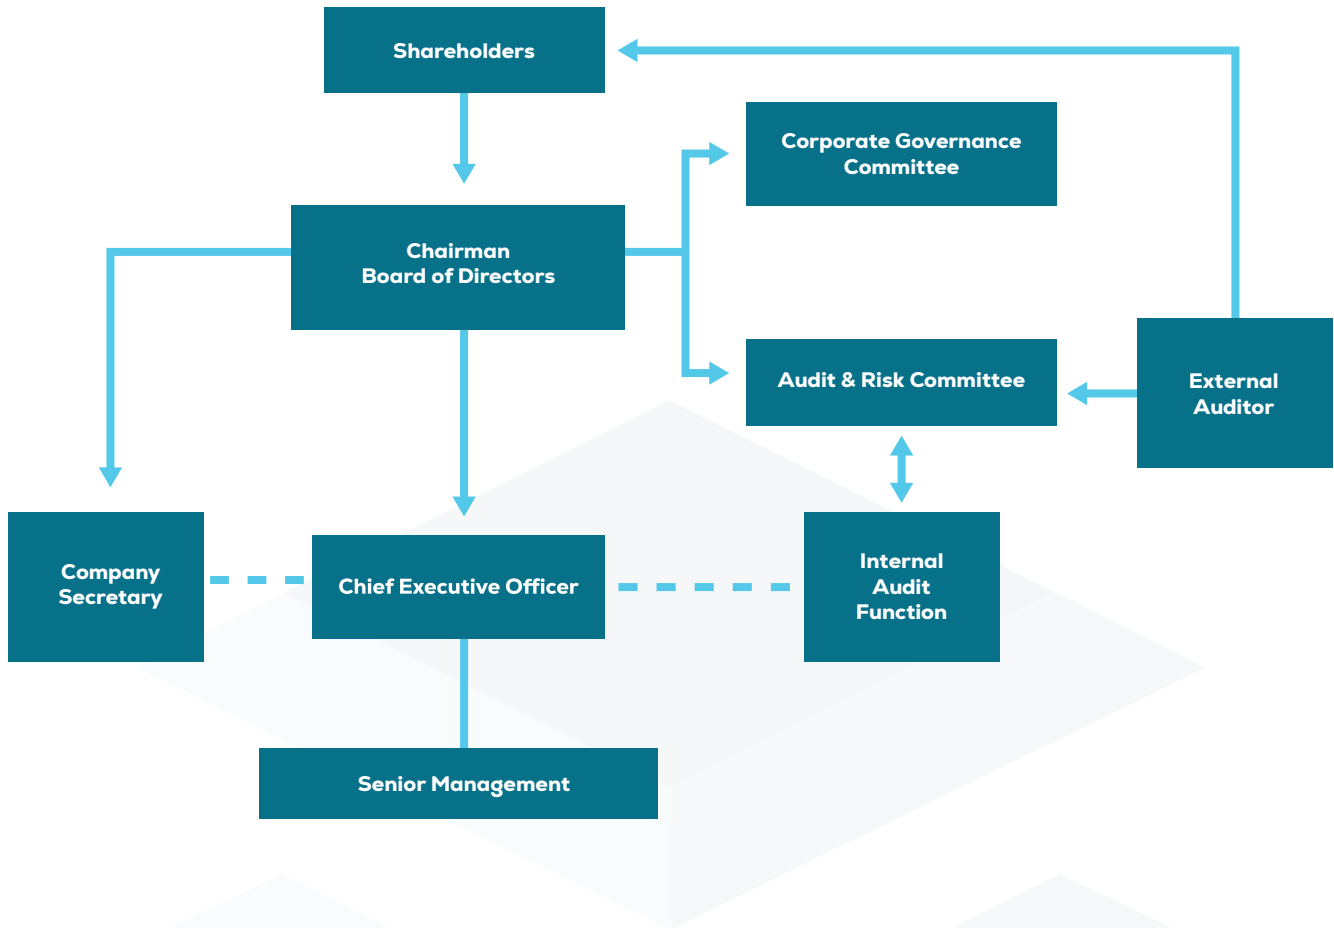 Shareholders
Corporate Governance
Committee
Chairman
Board of Directors
Audit & Risk Committee
External
Auditor
Company
Secretary
Chief Executive Officer
Internal
Audit
Function
Senior Management